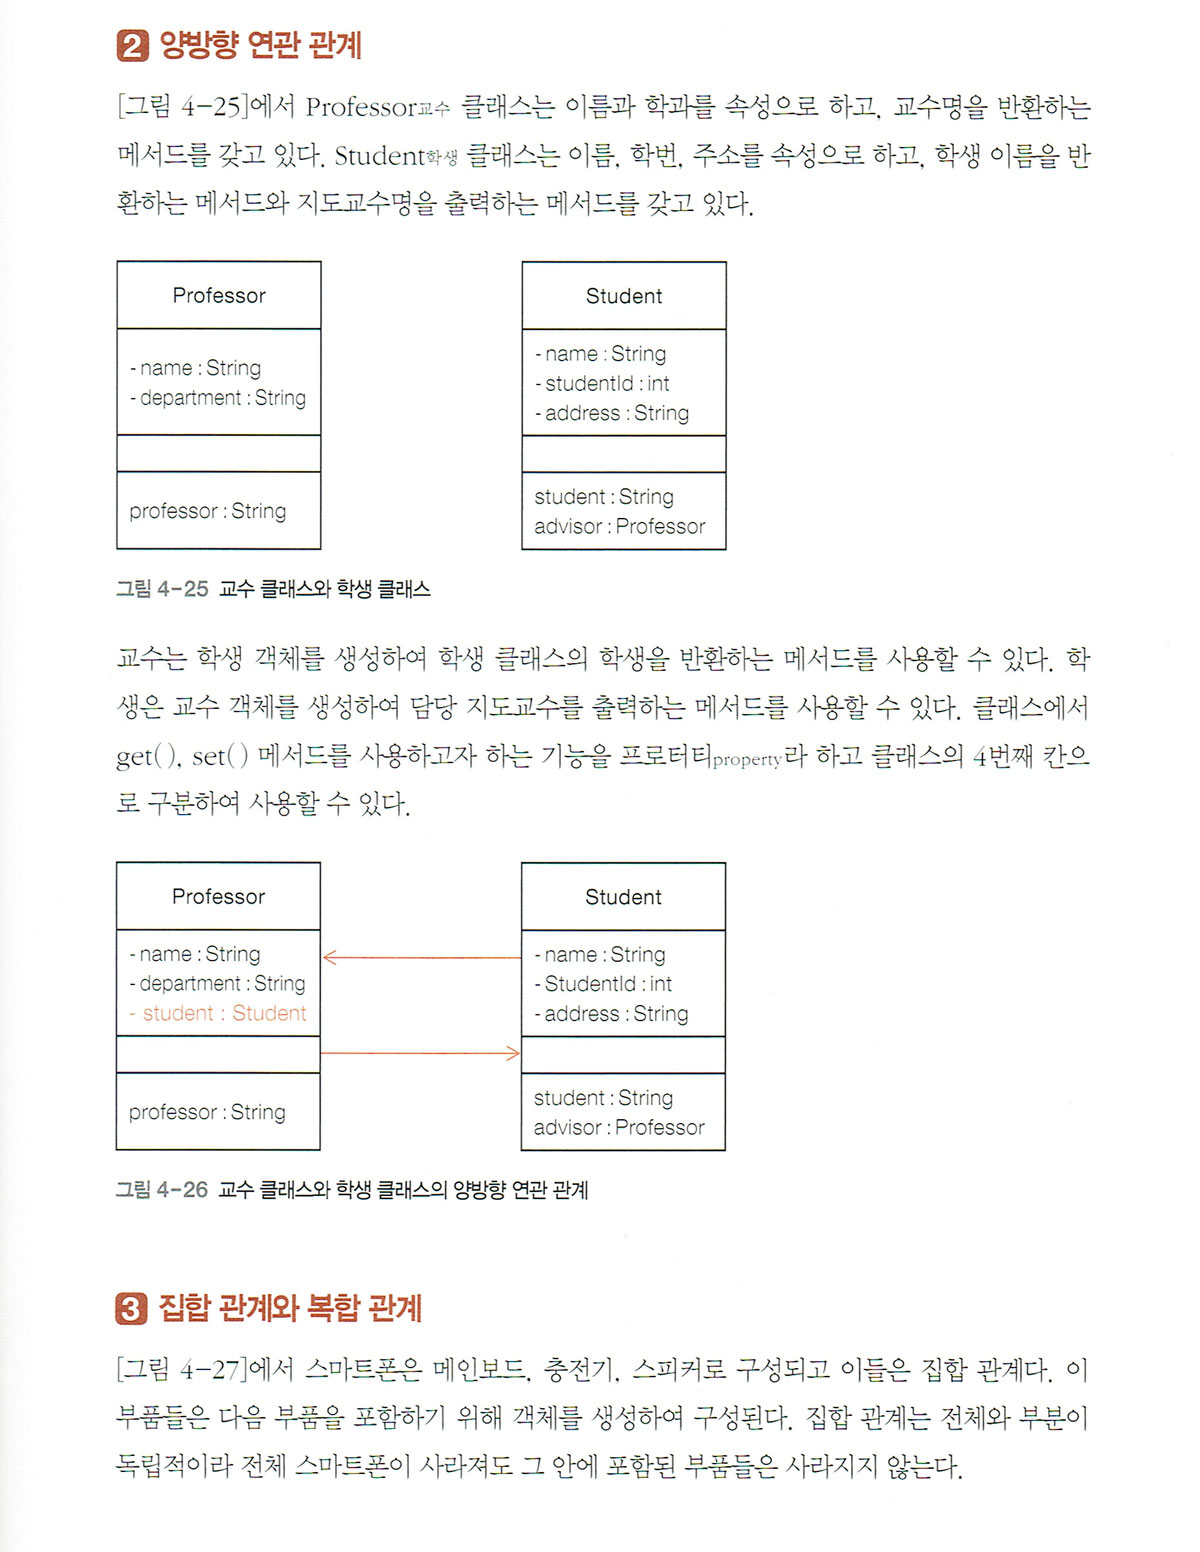 2 양방향 연관 관계
[그림 4-25]에서 Professor교수 클래스는 이름과 학과를 속성으로 하고, 교수명을 반환하는
메서드를 갖고 있다. Student학생 클래스는 이름, 학번, 주소를 속성으로 하고, 학생 이름을 반
환하는 메서드와 지도교수명을 출력하는 메서드를 갖고 있다.
Professor
- name : String
- department : String
professor : String
Student
- name : String
- studentId : int
- address : String
student : String
advisor : Professor
그림 4-25 교수 클래스와 학생 클래스
교수는 학생 객체를 생성하여 학생 클래스의 학생을 반환하는 메서드를 사용할 수 있다. 학
생은 교수 객체를 생성하여 담당 지도교수를 출력하는 메서드를 사용할 수 있다. 클래스에서
get( ), set( ) 메서드를 사용하고자 하는 기능을 프로터티property라 하고 클래스의 4번째 칸으
로 구분하여 사용할 수 있다.
Professor
- name : String
- department : String
- student : Student
professor : String
Student
- name : String
- StudentId : int
- address : String
student : String
advisor : Professor
그림 4-26 교수 클래스와 학생 클래스의 양방향 연관 관계
3 집합 관계와 복합 관계
[그림 4-27]에서 스마트폰은 메인보드, 충전기, 스피커로 구성되고 이들은 집합 관계다. 이
부품들은 다음 부품을 포함하기 위해 객체를 생성하여 구성된다. 집합 관계는 전체와 부분이
독립적이라 전체 스마트폰이 사라져도 그 안에 포함된 부품들은 사라지지 않는다.